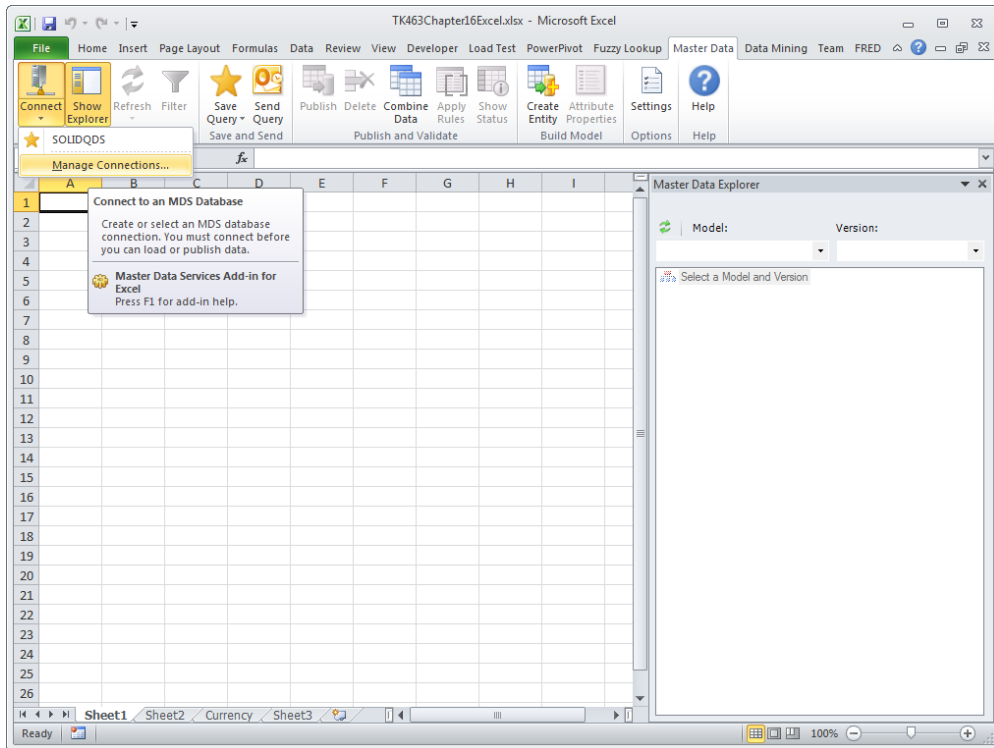 TK463Chapter16Excel.xlsx - Microsoft Excel
File Home Insert Page Layout Formulas Data Review View Developer Load Test PowerPivot Fuzzy Lookup Master Data Data Mining Team FRED
Connect Show Explorer Refresh Filter Save Query Send Query Publish Delete Combine Data Apply Rules Show Status Create Entity Attribute Properties Settings Help
Save and Send Publish and Validate Build Model Options Help
SOLIDQDS
Manage Connections...
fx
A B C D E F G H I
Master Data Explorer
Connect to an MDS Database
Create or select an MDS database
connection. You must connect before
you can load or publish data.
Master Data Services Add-in for
Excel
Press F1 for add-in help.
Model: Version:
Select a Model and Version
1
2
3
4
5
6
7
8
9
10
11
12
13
14
15
16
17
18
19
20
21
22
23
24
25
26
Sheet1 Sheet2 Currency Sheet3
Ready 100%